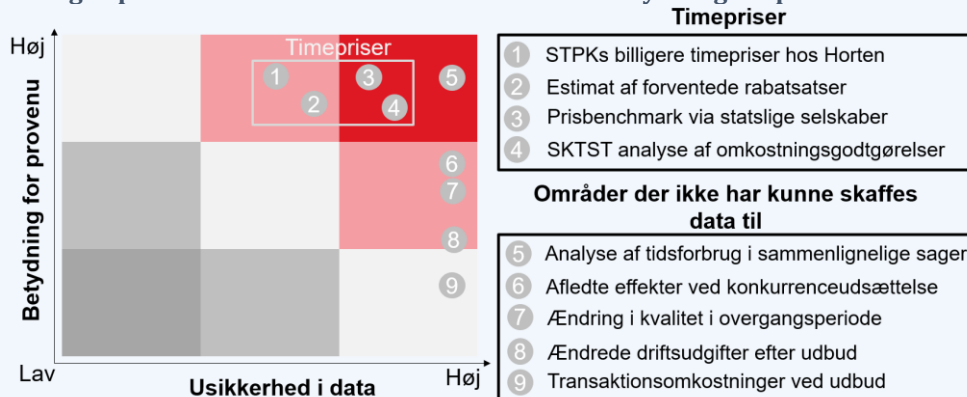 Timepriser
Høj
Timepriser
1
2
3
4
5
6
7
8
9
Betydning for provenu
Lav
Usikkerhed i data
Høj
1 STPKs billigere timepriser hos Horten
2 Estimat af forventede rabatsatser
3 Prisbenchmark via statslige selskaber
4 SKTST analyse af omkostningsgodtgørelser
Områder der ikke har kunne skaffes
data til
5 Analyse af tidsforbrug i sammenlignelige sager
6 Afledte effekter ved konkurrenceudsættelse
7 Ændring i kvalitet i overgangsperiode
8 Ændrede driftsudgifter efter udbud
9 Transaktionsomkostninger ved udbud